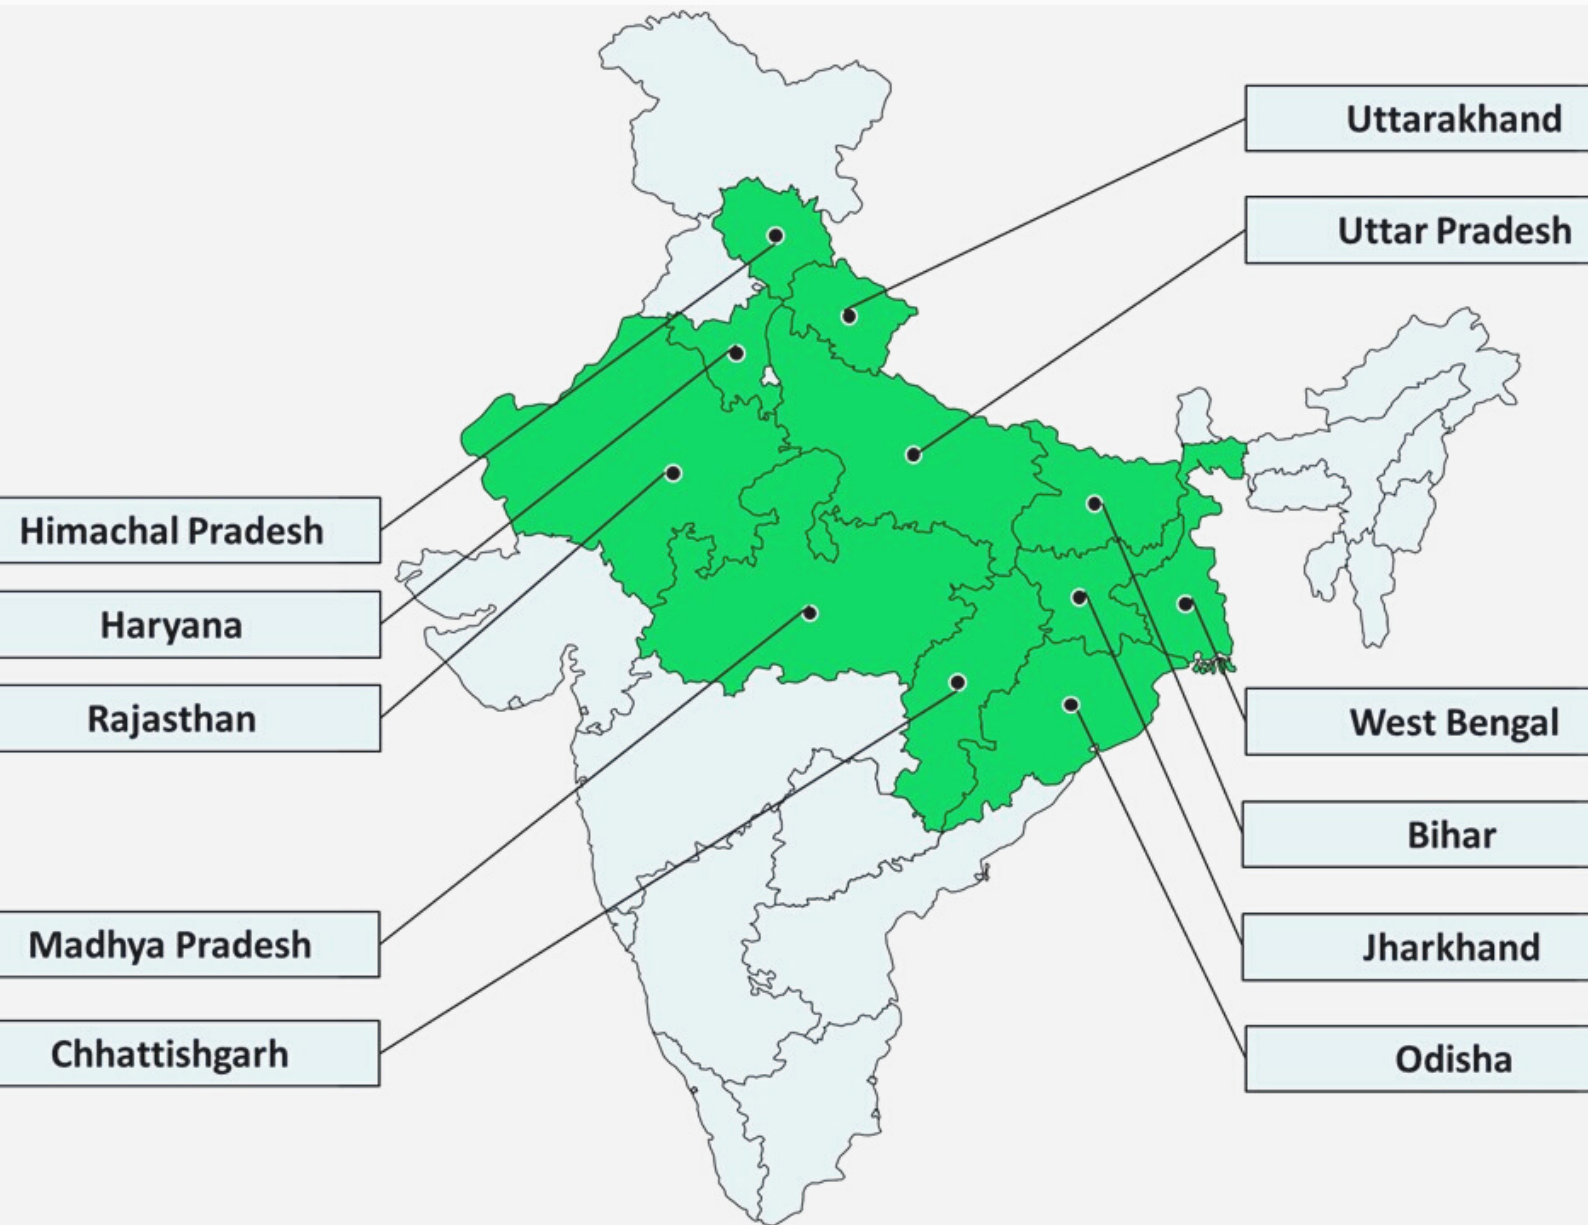 Uttarakhand
Uttar Pradesh
Himachal Pradesh
Haryana
Rajasthan
West Bengal
Bihar
Madhya Pradesh
Jharkhand
Chhattishgarh
Odisha